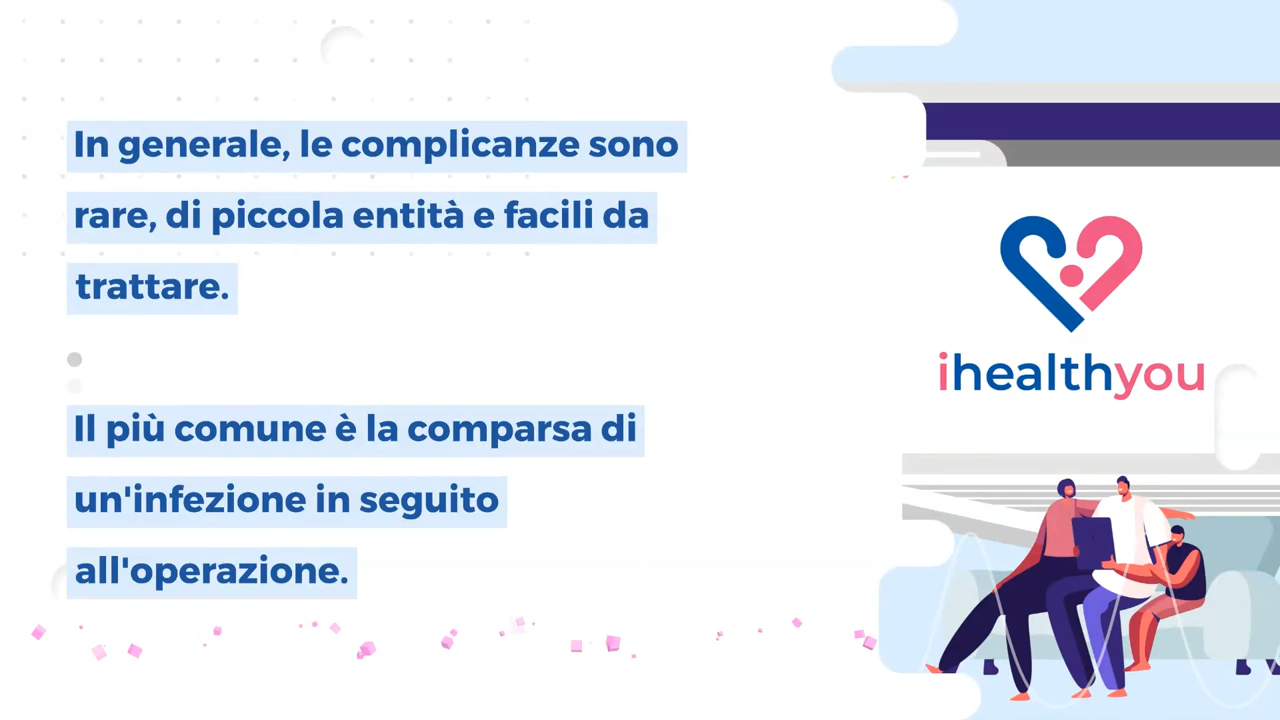 In generale, le complicanze sono
rare, di piccola entità e facili da
trattare.
Il più comune è la comparsa di
un'infezione in seguito
all'operazione.
ihealthyou